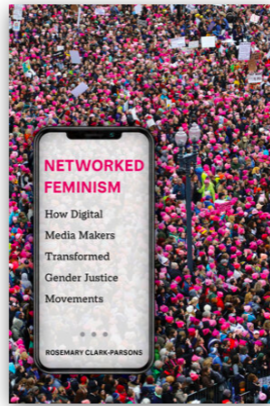 NETWORKED
FEMINISM
How Digital
Media Makers
Transformed
Gender Justice
Movements
ROSEMARY CLARK-PARSONS